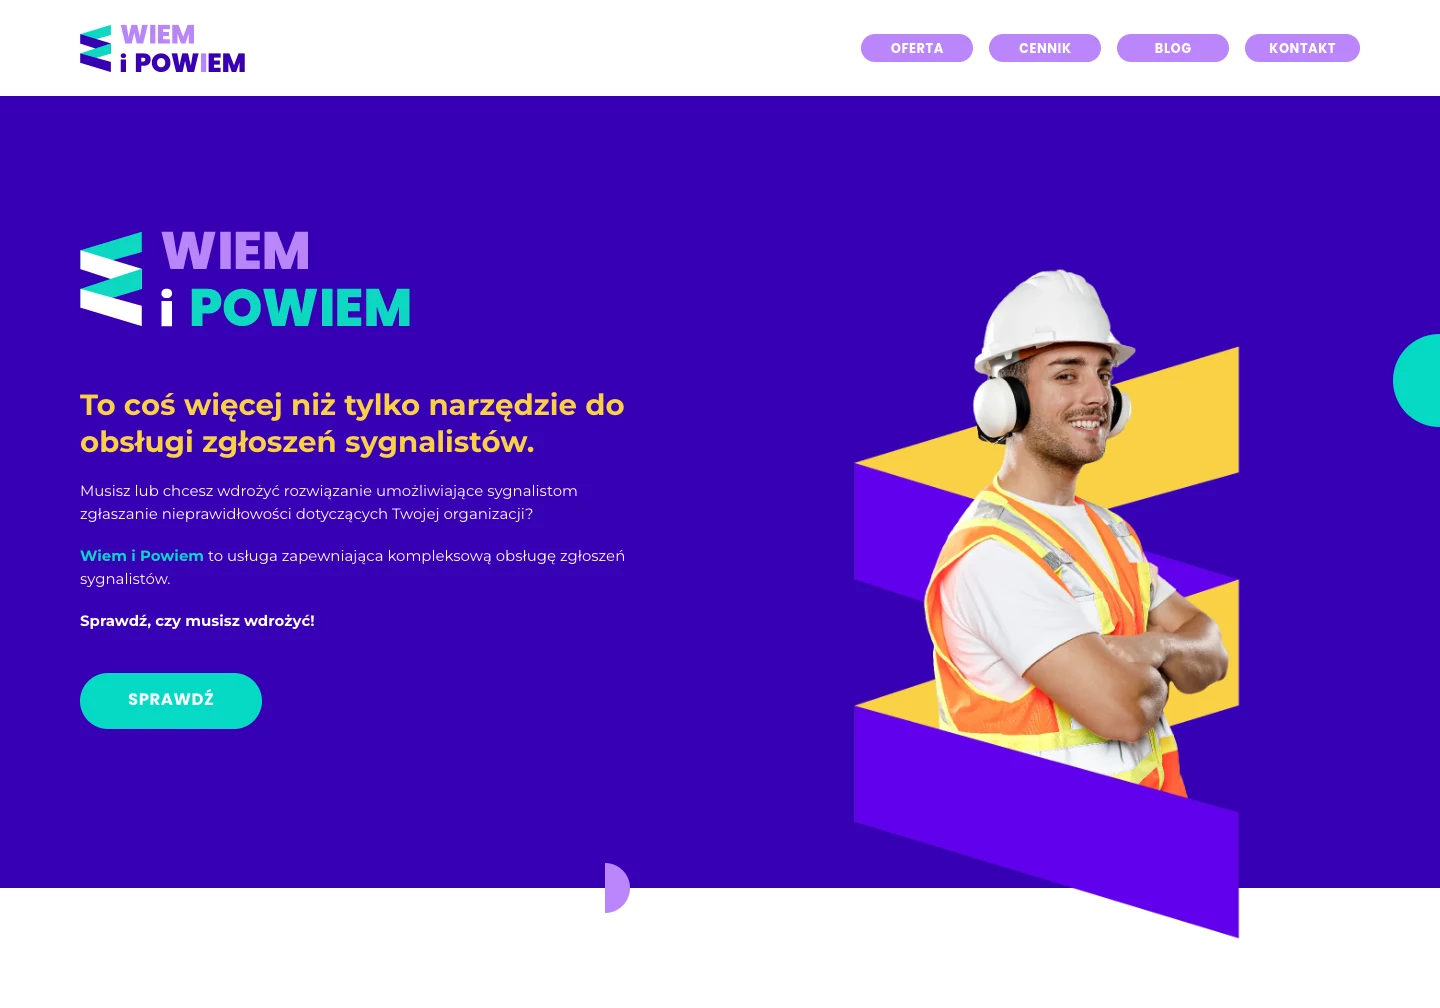 WIEM
i POWIEM
OFERTA
CENNIK
BLOG
KONTAKT
WIEM
i POWIEM
To coś więcej niż tylko narzędzie do
obsługi zgłoszeń sygnalistów.
Musisz lub chcesz wdrożyć rozwiązanie umożliwiające sygnalistom
zgłaszanie nieprawidłowości dotyczących Twojej organizacji?
Wiem i Powiem to usługa zapewniająca kompleksową obsługę zgłoszeń
sygnalistów.
Sprawdź, czy musisz wdrożyć!
SPRAWDŹ